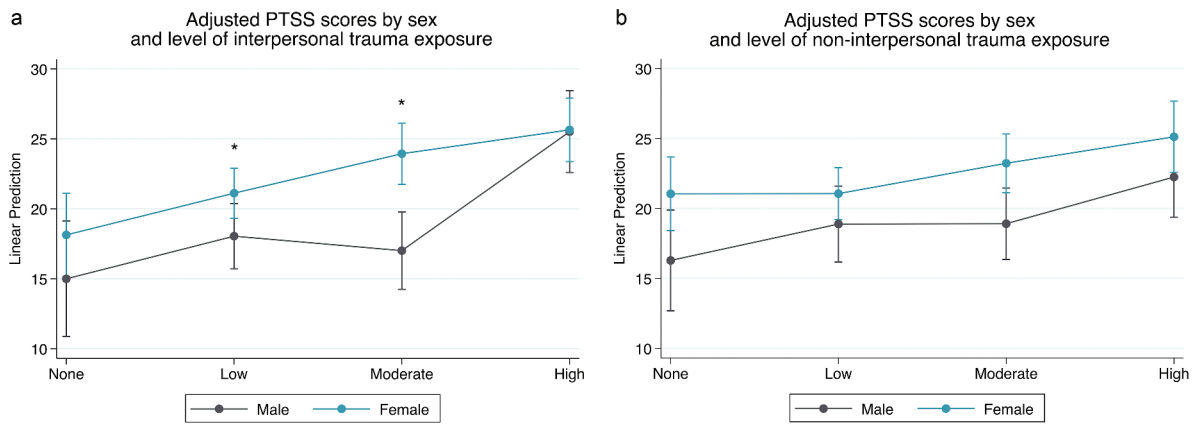 a
Adjusted PTSS scores by sex
and level of interpersonal trauma exposure
30
25
20
15
10
Linear Prediction
*
*
None Low Moderate High
Male Female
b
Adjusted PTSS scores by sex
and level of non-interpersonal trauma exposure
30
25
20
15
10
Linear Prediction
None Low Moderate High
Male Female